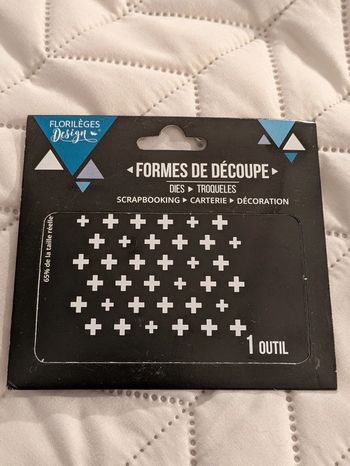 FLORILÈGES
Design
FORMES DE DÉCOUPE
DIES ▸ TROQUELES
SCRAPBOOKING ▸ CARTERIE ▸ DÉCORATION
65% de la taille réelle
1 OUTIL